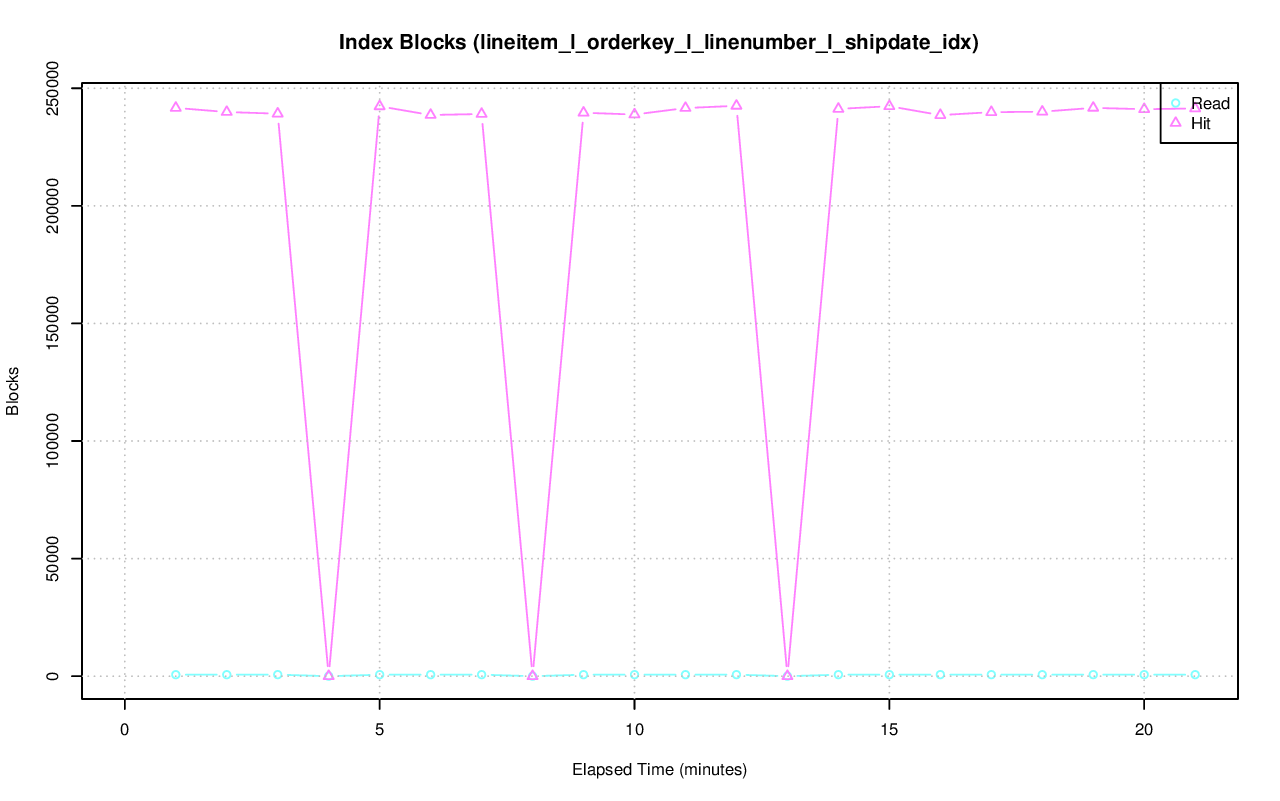 Index Blocks (lineitem_l_orderkey_l_linenumber_l_shipdate_idx)
250000
200000
150000
100000
50000
0
Blocks
Read
Hit
0 5 10 15 20
Elapsed Time (minutes)